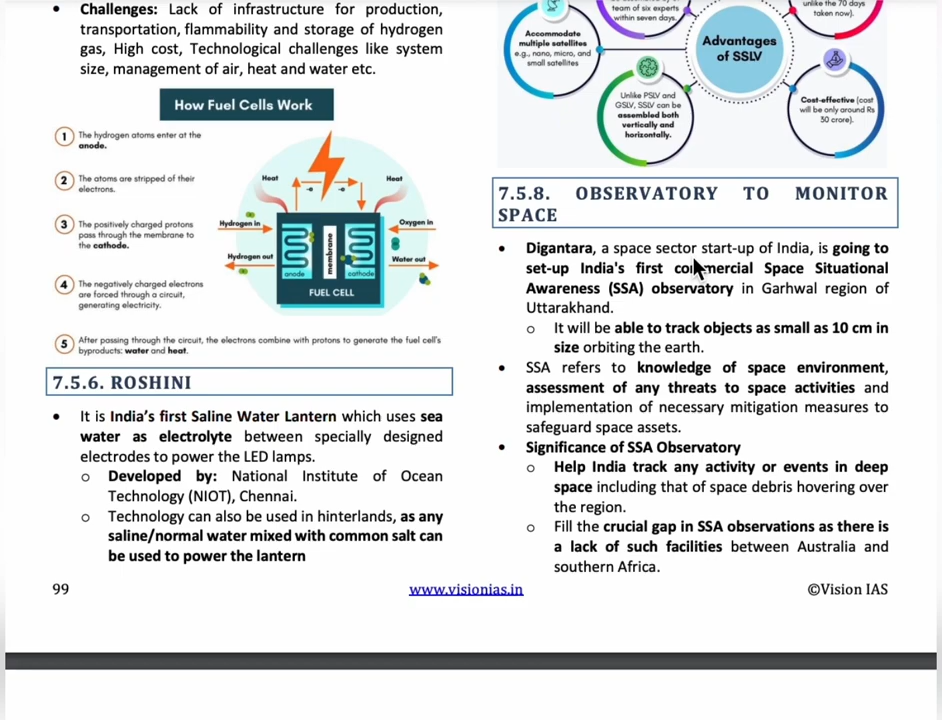 • Challenges: Lack of infrastructure for production,
transportation, flammability and storage of hydrogen
gas, High cost, Technological challenges like system
size, management of air, heat and water etc.
How Fuel Cells Work
1 The hydrogen atoms enter at the
anode.
2 The atoms are stripped of their
electrons.
3 The positively charged protons
pass through the membrane to
the cathode.
4 The negatively charged electrons
are forced through a circuit,
generating electricity.
5 After passing through the circuit, the electrons combine with protons to generate the fuel cell's
byproducts: water and heat.
Heat
Heat
-e
-e
Hydrogen in
Oxygen in
Hydrogen out
Water out
anode
membrane
cathode
FUEL CELL
7.5.6. ROSHINI
• It is India's first Saline Water Lantern which uses sea
water as electrolyte between specially designed
electrodes to power the LED lamps.
o Developed by: National Institute of Ocean
Technology (NIOT), Chennai.
o Technology can also be used in hinterlands, as any
saline/normal water mixed with common salt can
be used to power the lantern
team of six experts
within seven days.
unlike the 70 days
taken now).
Accommodate
multiple satellites
e.g., nano, micro, and
small satellites
Advantages
of SSLV
Unlike PSLV and
GSLV, SSLV can be
assembled both
vertically and
horizontally.
Cost-effective (cost
will be only around Rs
30 crore).
7.5.8. OBSERVATORY TO MONITOR
SPACE
• Digantara, a space sector start-up of India, is going to
set-up India's first commercial Space Situational
Awareness (SSA) observatory in Garhwal region of
Uttarakhand.
o It will be able to track objects as small as 10 cm in
size orbiting the earth.
• SSA refers to knowledge of space environment,
assessment of any threats to space activities and
implementation of necessary mitigation measures to
safeguard space assets.
• Significance of SSA Observatory
o Help India track any activity or events in deep
space including that of space debris hovering over
the region.
o Fill the crucial gap in SSA observations as there is
a lack of such facilities between Australia and
southern Africa.
99
www.visionias.in
©Vision IAS